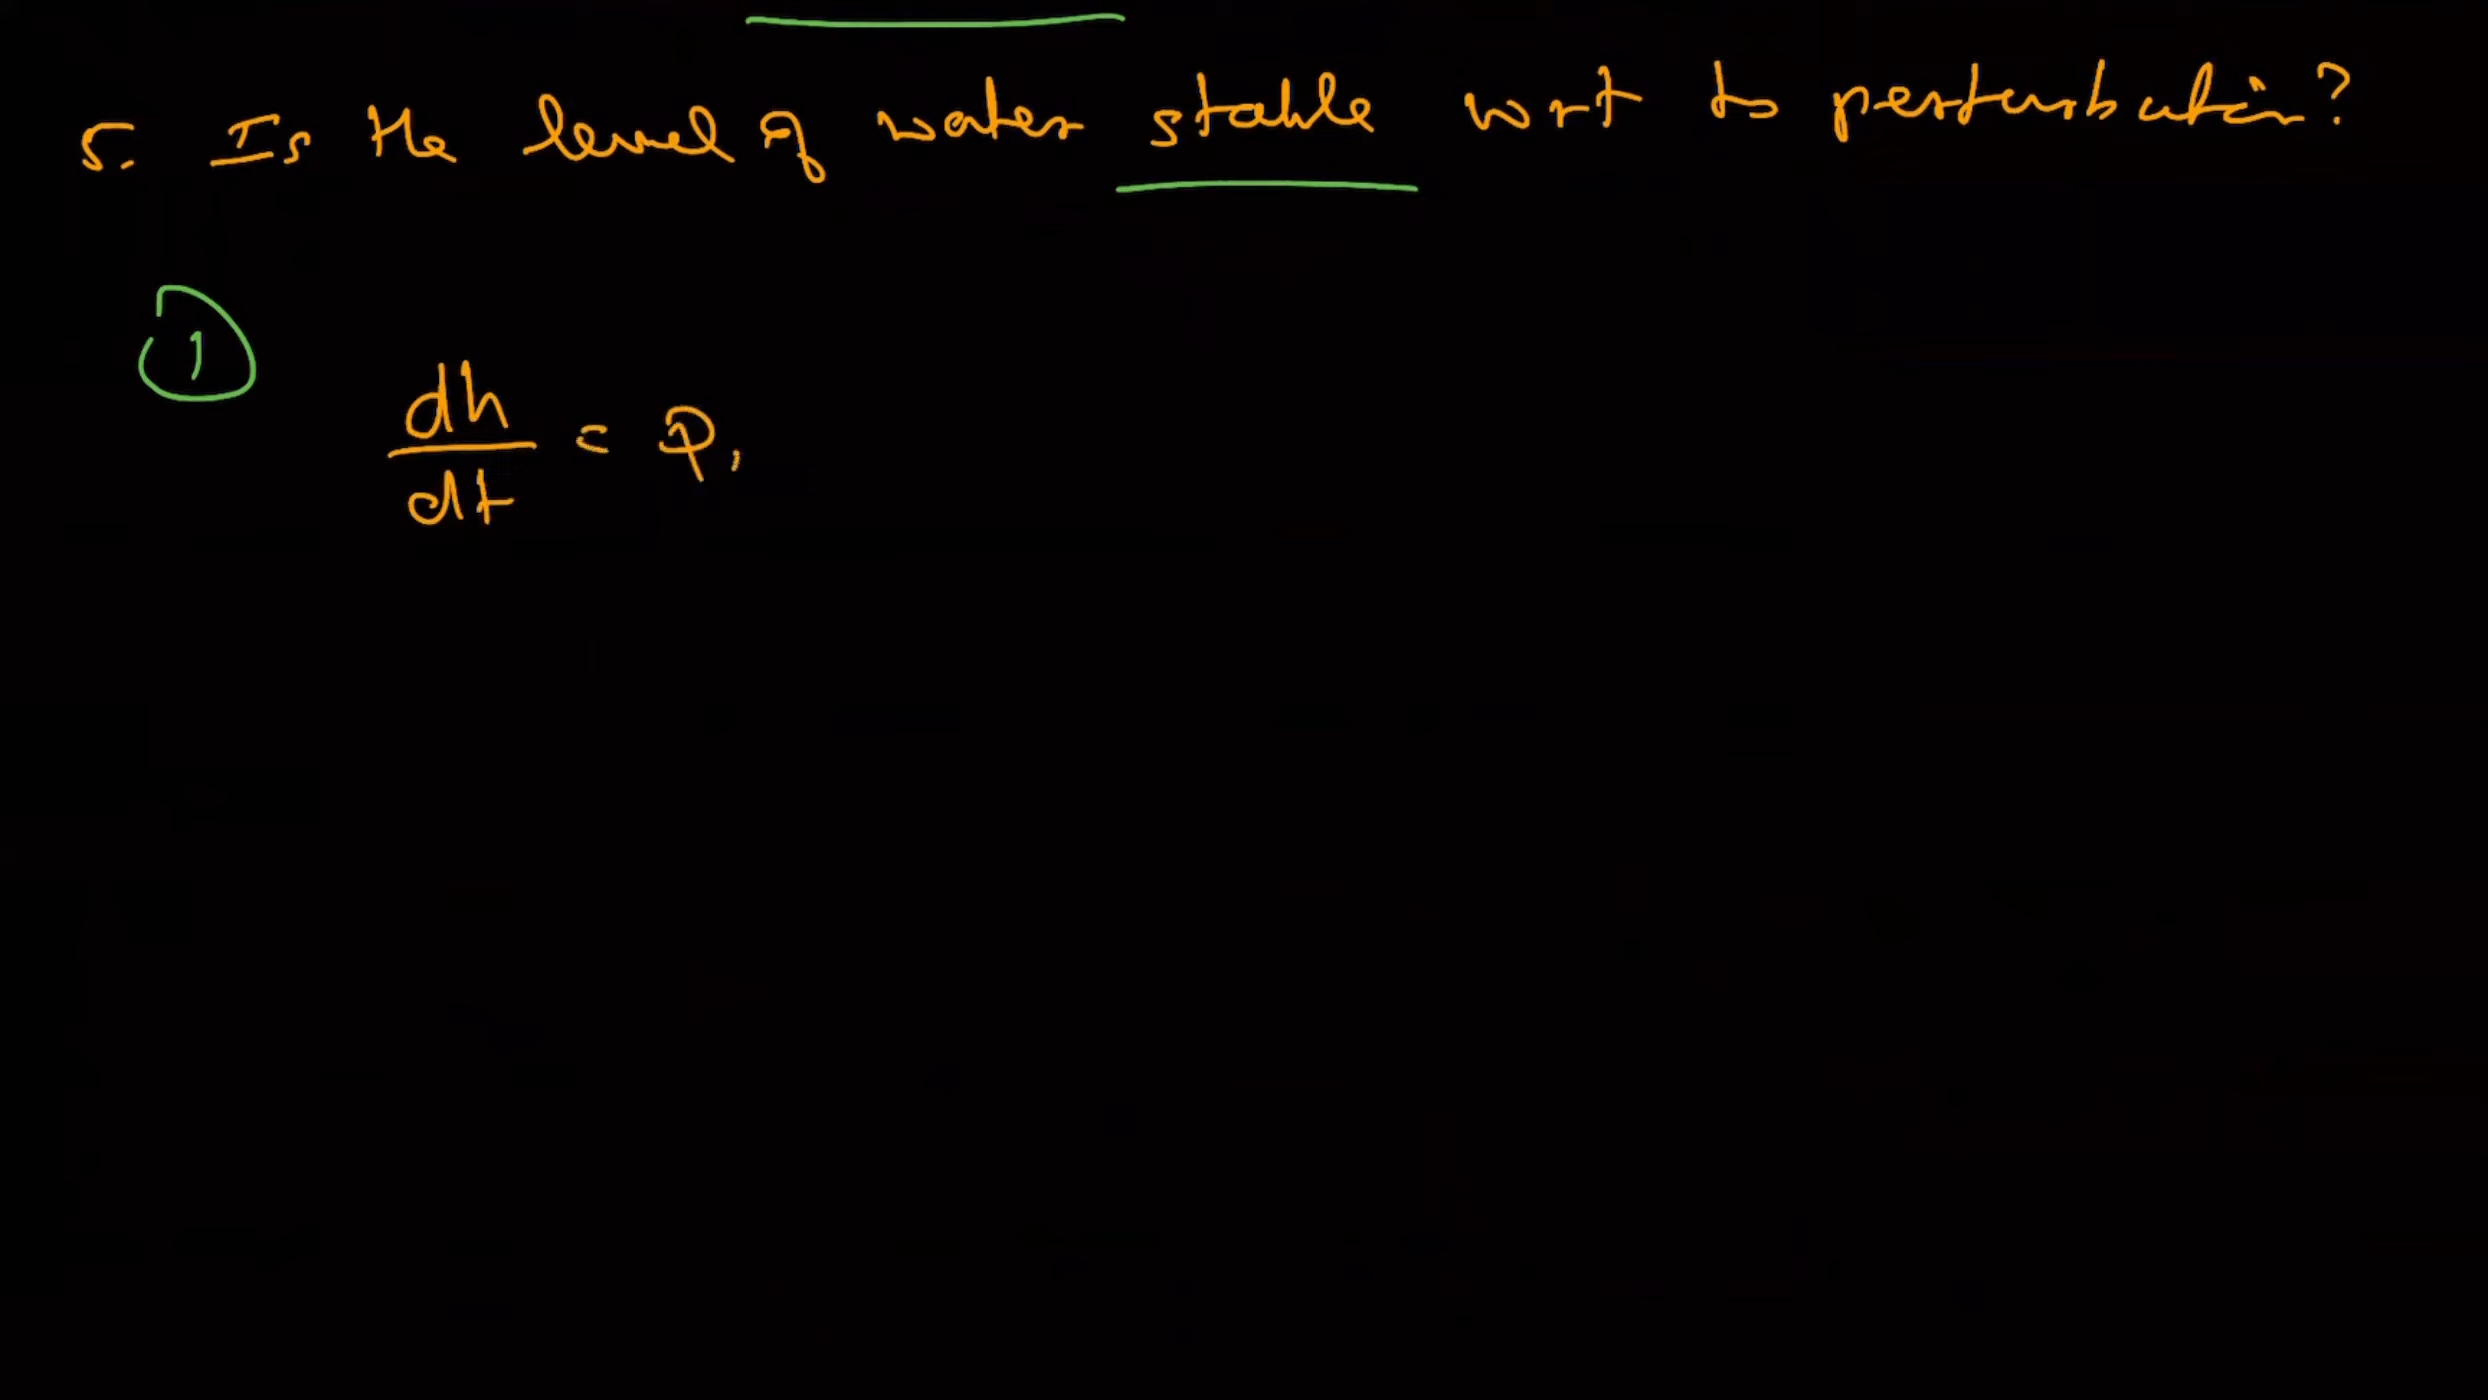 5. Is the level of water stable wrt to perturbation?
1
dh/dt = φ,